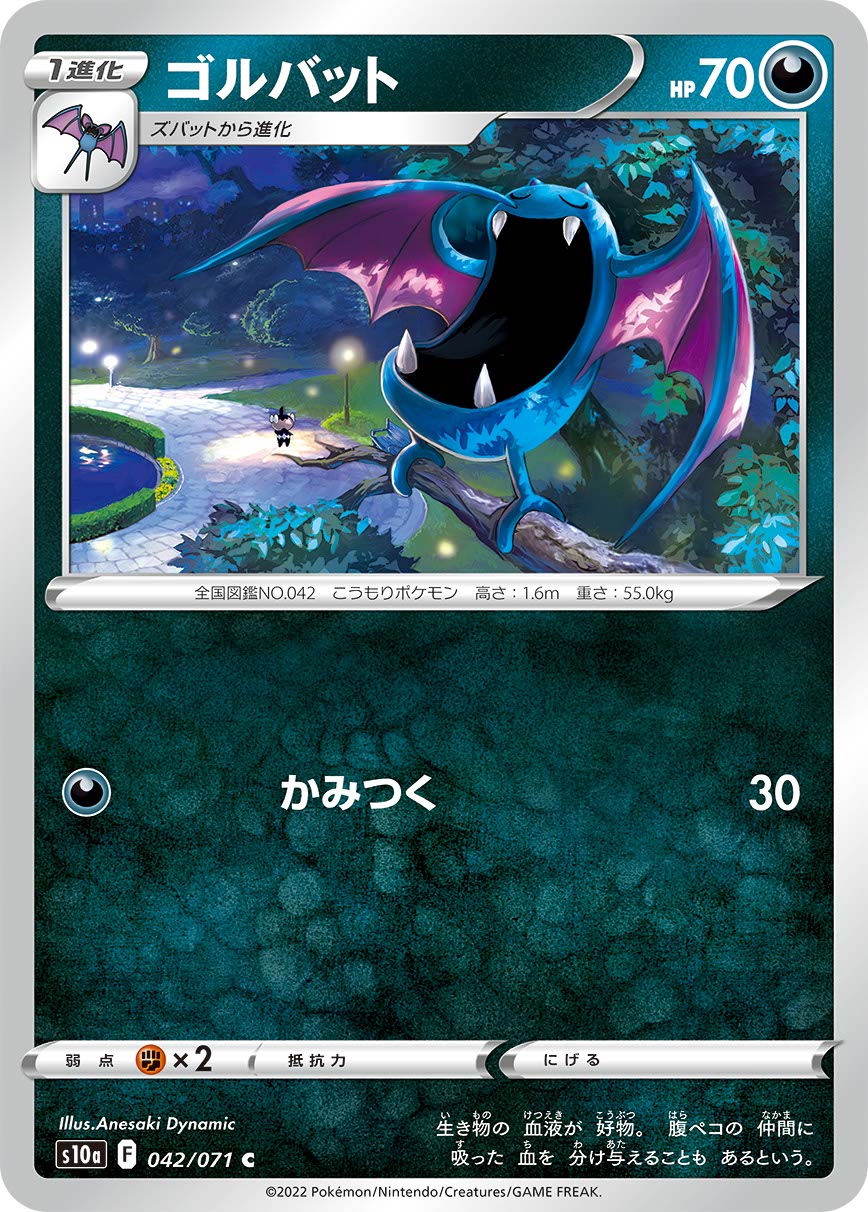 1進化
ゴルバット
HP70
ズバットから進化
全国図鑑NO.042 こうもりポケモン 高さ：1.6m 重さ：55.0kg
かみつく 30
弱点 ×2 抵抗力 にげる
Illus.Anesaki Dynamic
生き物の 血液が 好物。 腹ペコの 仲間に
吸った 血を 分け与えることも あるという。
s10a F 042/071 C
©2022 Pokémon/Nintendo/Creatures/GAME FREAK.